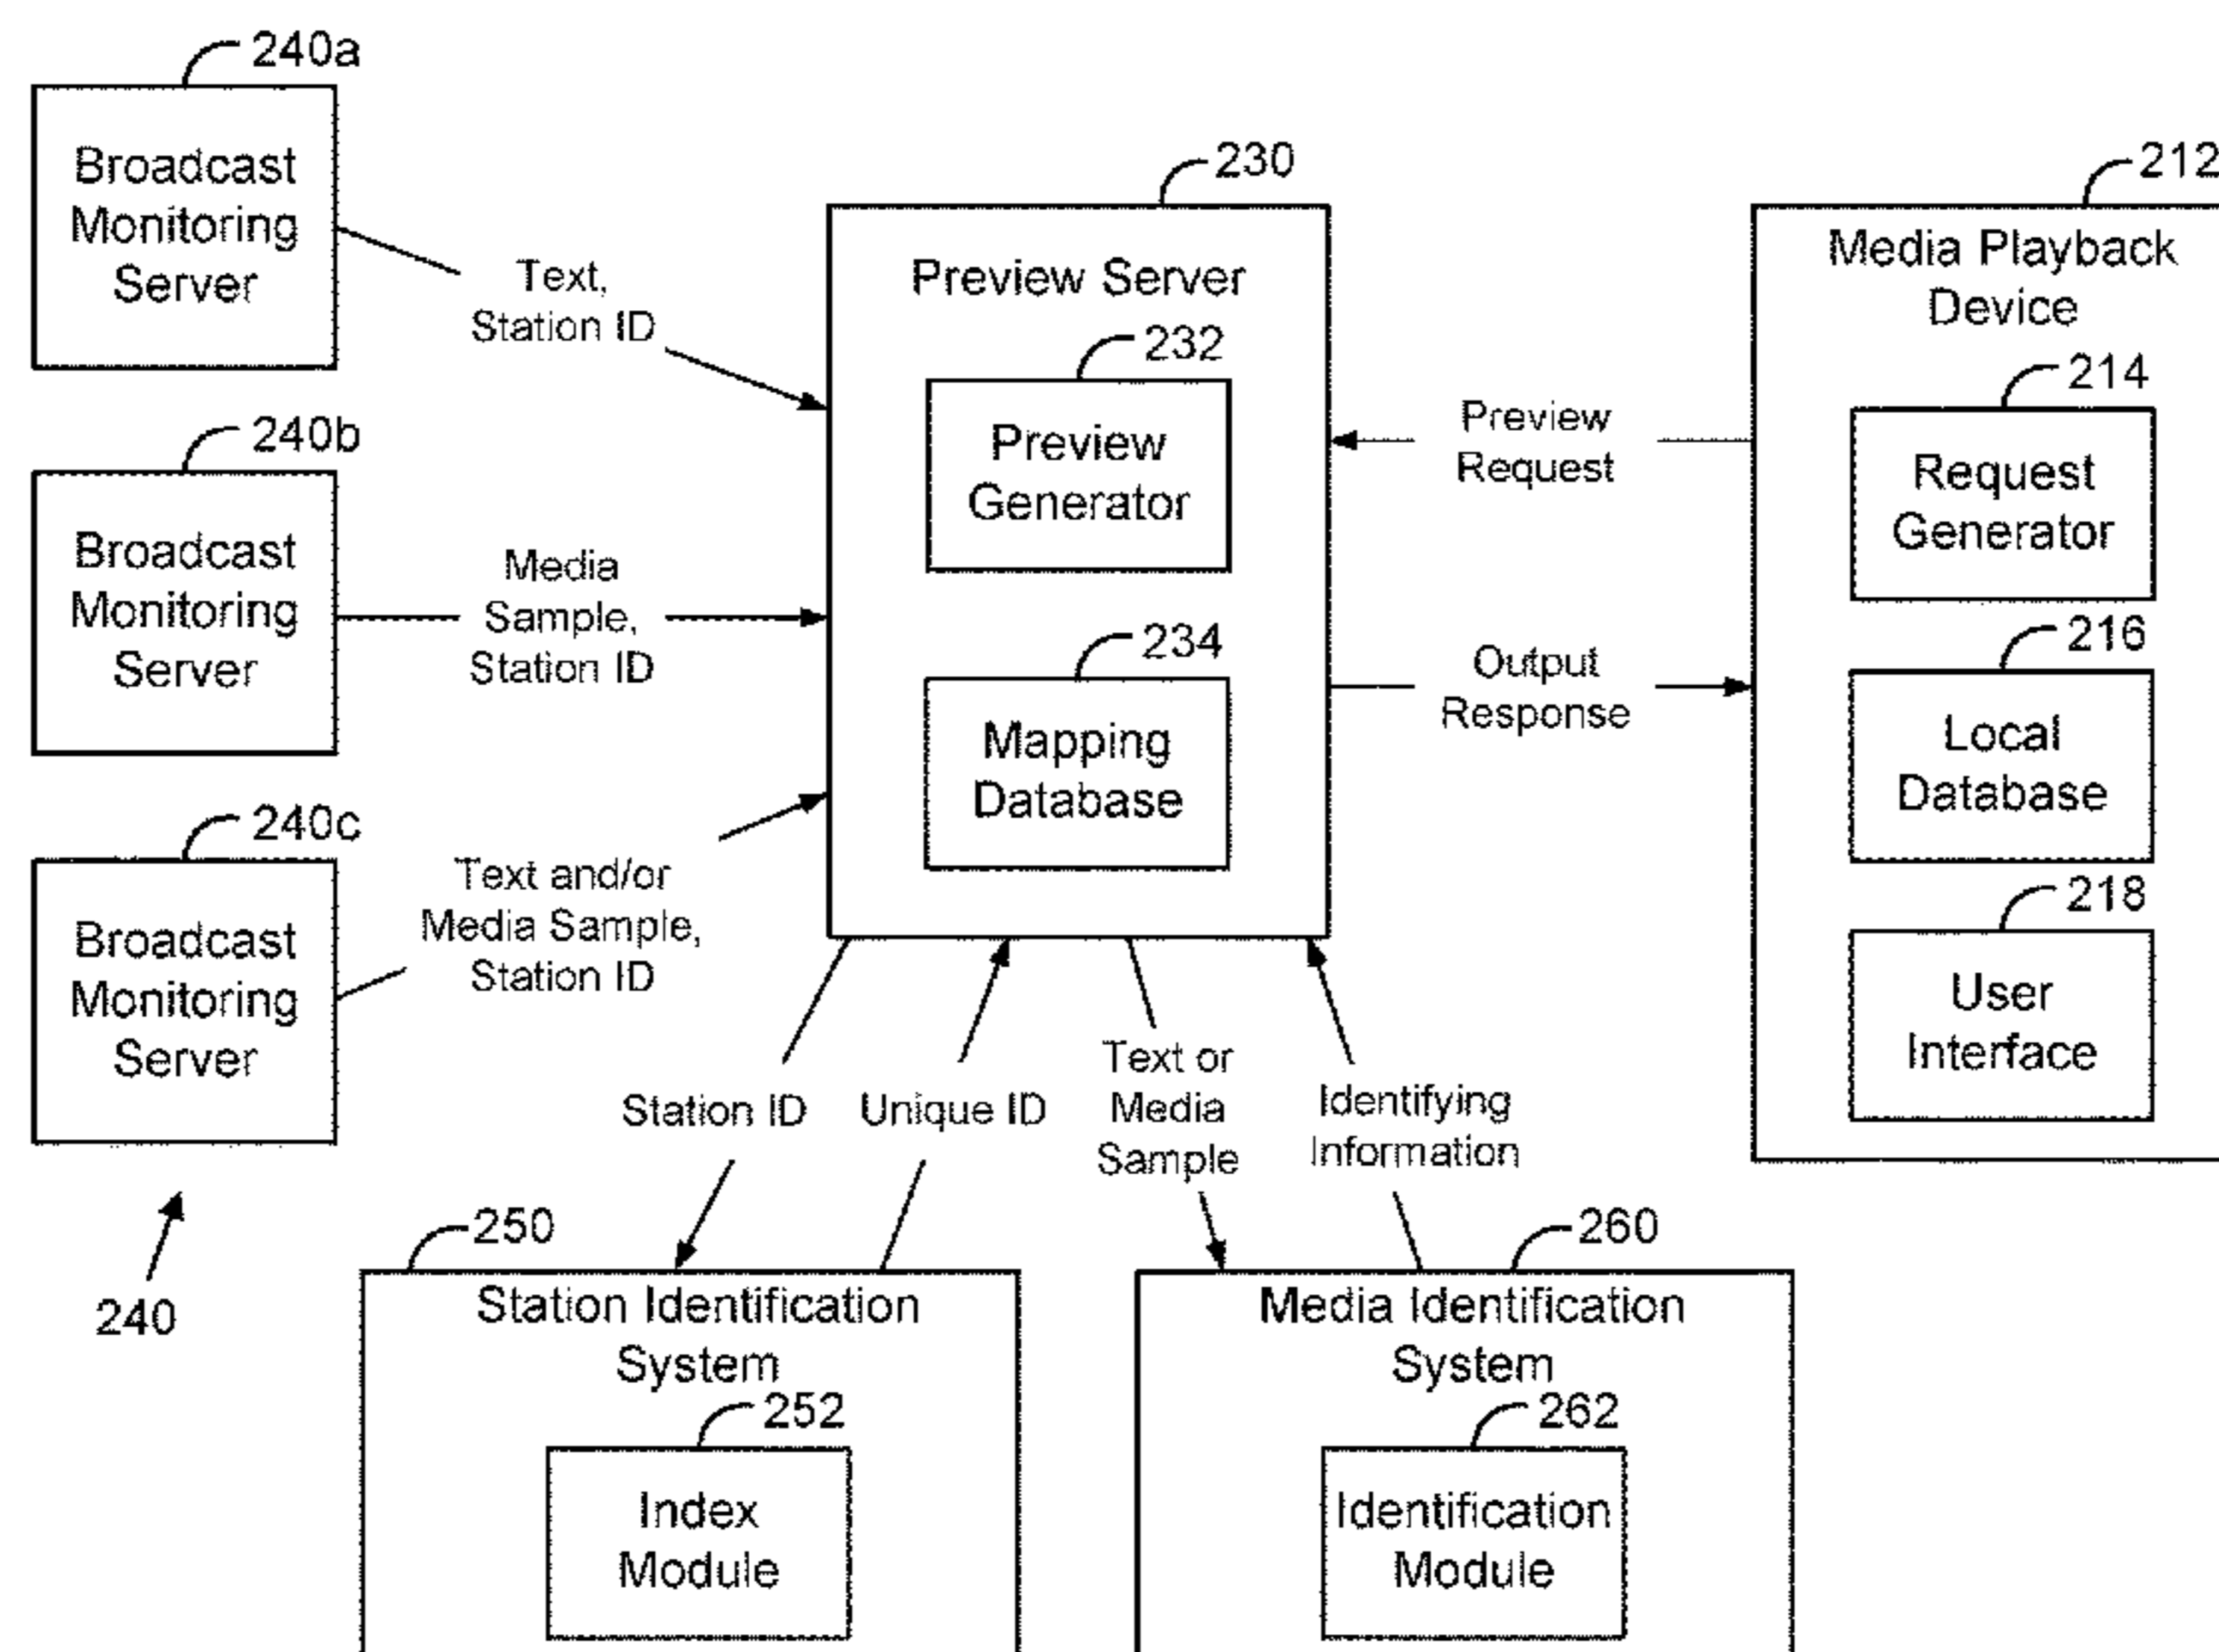 240a
Broadcast
Monitoring
Server
Text,
Station ID
240b
Broadcast
Monitoring
Server
Media
Sample,
Station ID
240c
Broadcast
Monitoring
Server
Text and/or
Media Sample,
Station ID
240
230
Preview Server
232
Preview
Generator
234
Mapping
Database
Preview
Request
Output
Response
212
Media Playback
Device
214
Request
Generator
216
Local
Database
218
User
Interface
Station ID
Unique ID
Text or
Media
Sample
Identifying
Information
250
Station Identification
System
252
Index
Module
260
Media Identification
System
262
Identification
Module